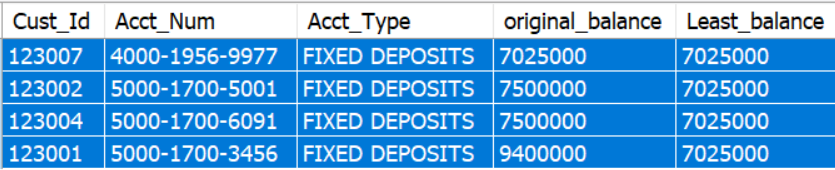 Cust_Id Acct_Num Acct_Type original_balance Least_balance
123007 4000-1956-9977 FIXED DEPOSITS 7025000 7025000
123002 5000-1700-5001 FIXED DEPOSITS 7500000 7025000
123004 5000-1700-6091 FIXED DEPOSITS 7500000 7025000
123001 5000-1700-3456 FIXED DEPOSITS 9400000 7025000